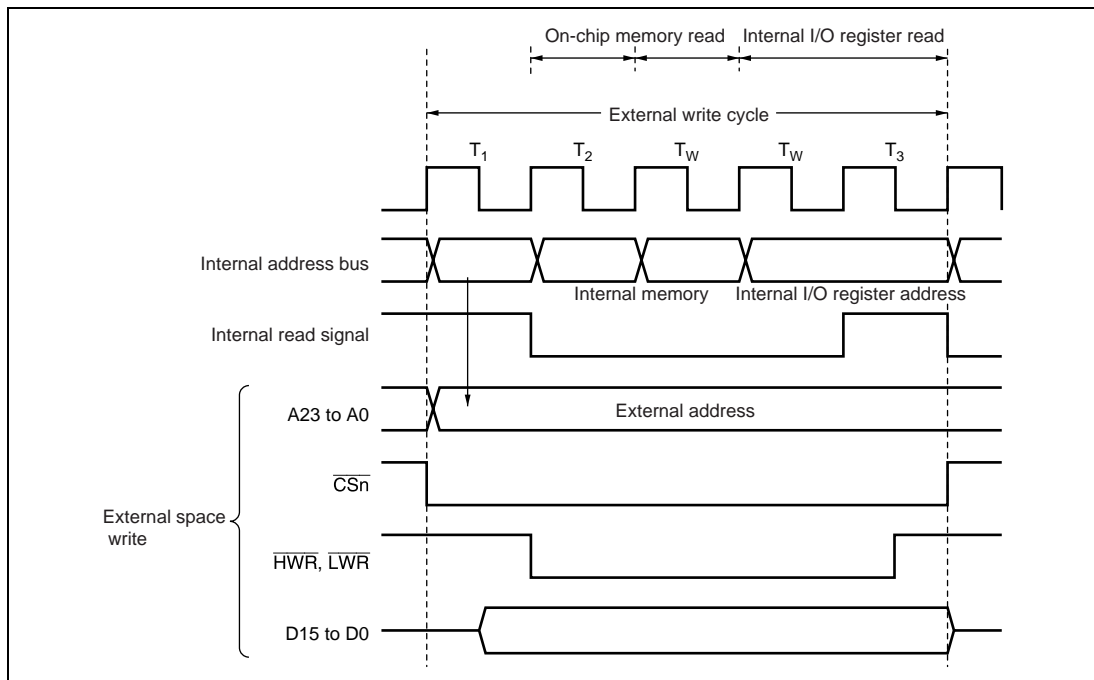 On-chip memory read Internal I/O register read
External write cycle
T1 T2 TW TW T3
Internal address bus
Internal memory Internal I/O register address
Internal read signal
A23 to A0
External address
CSn
External space
write
HWR, LWR
D15 to D0